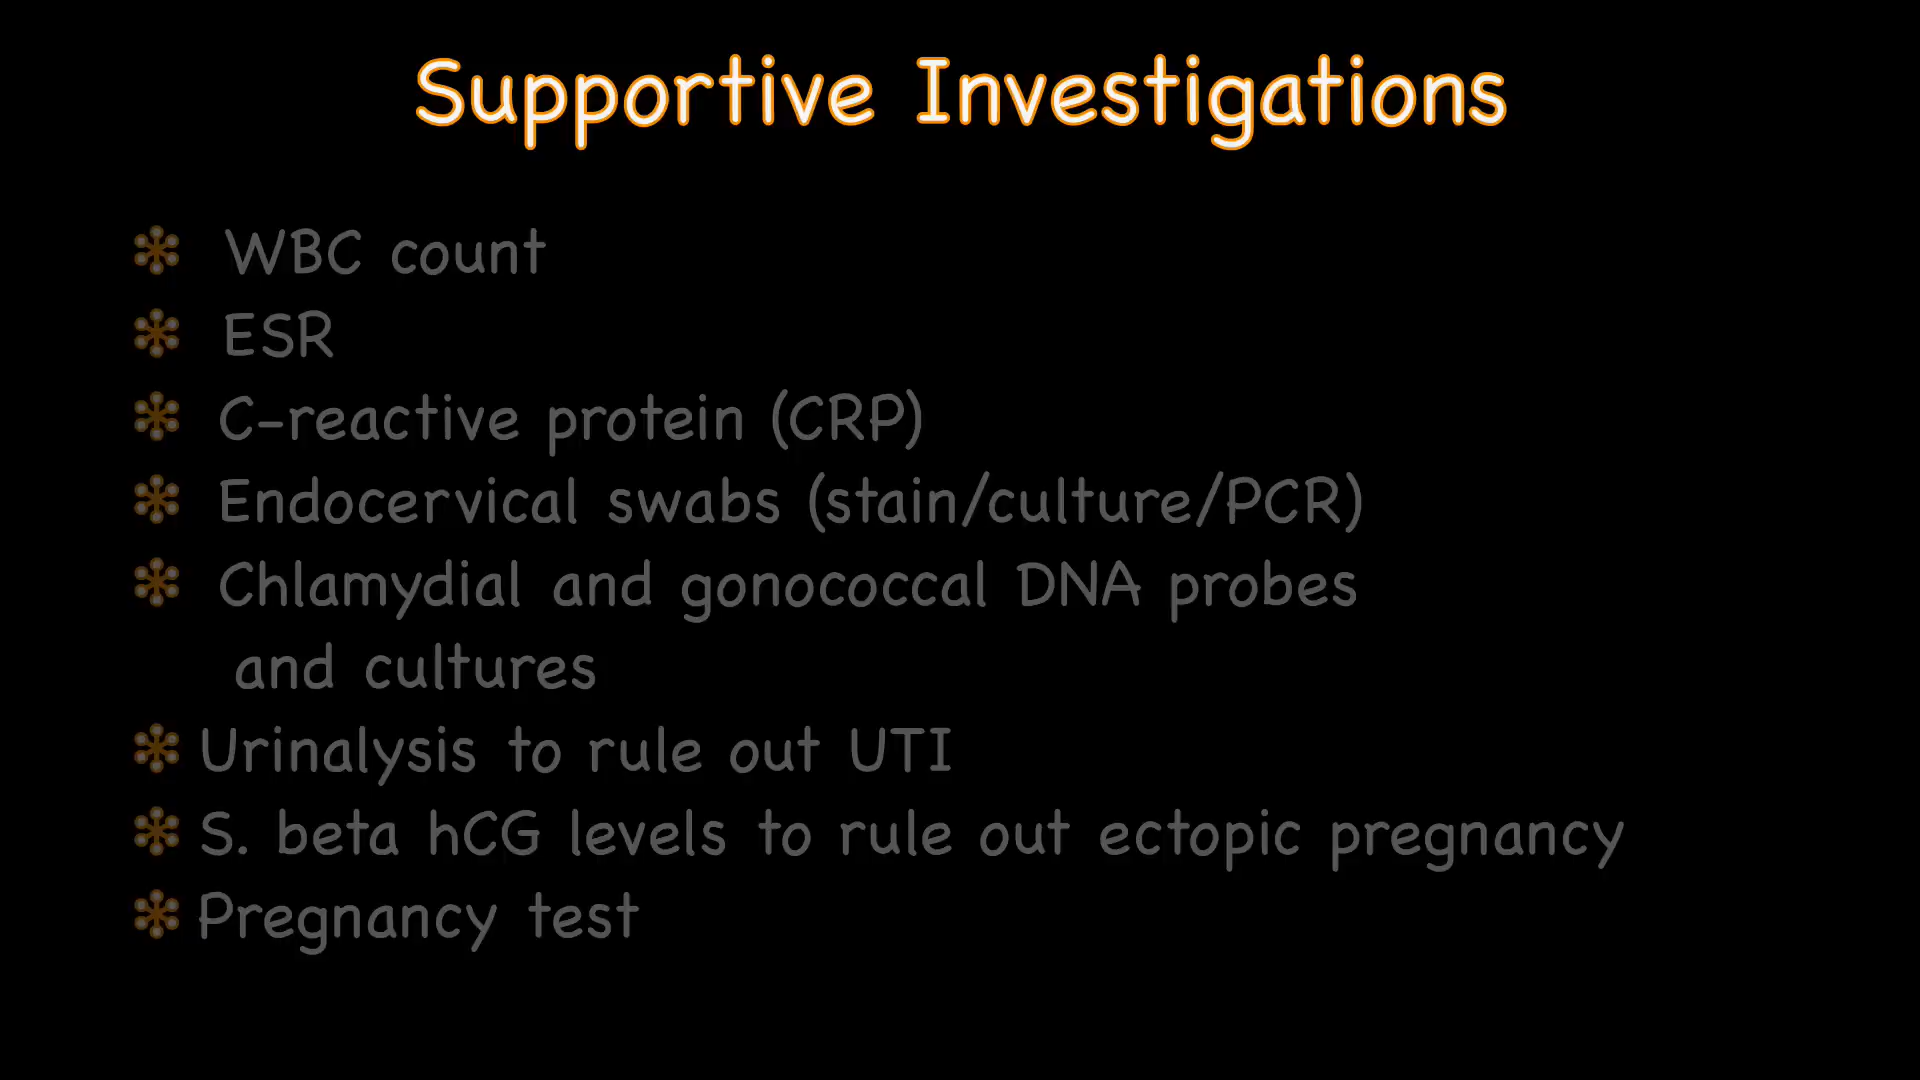 Supportive Investigations
WBC count
ESR
C-reactive protein (CRP)
Endocervical swabs (stain/culture/PCR)
Chlamydial and gonococcal DNA probes
and cultures
Urinalysis to rule out UTI
S. beta hCG levels to rule out ectopic pregnancy
Pregnancy test